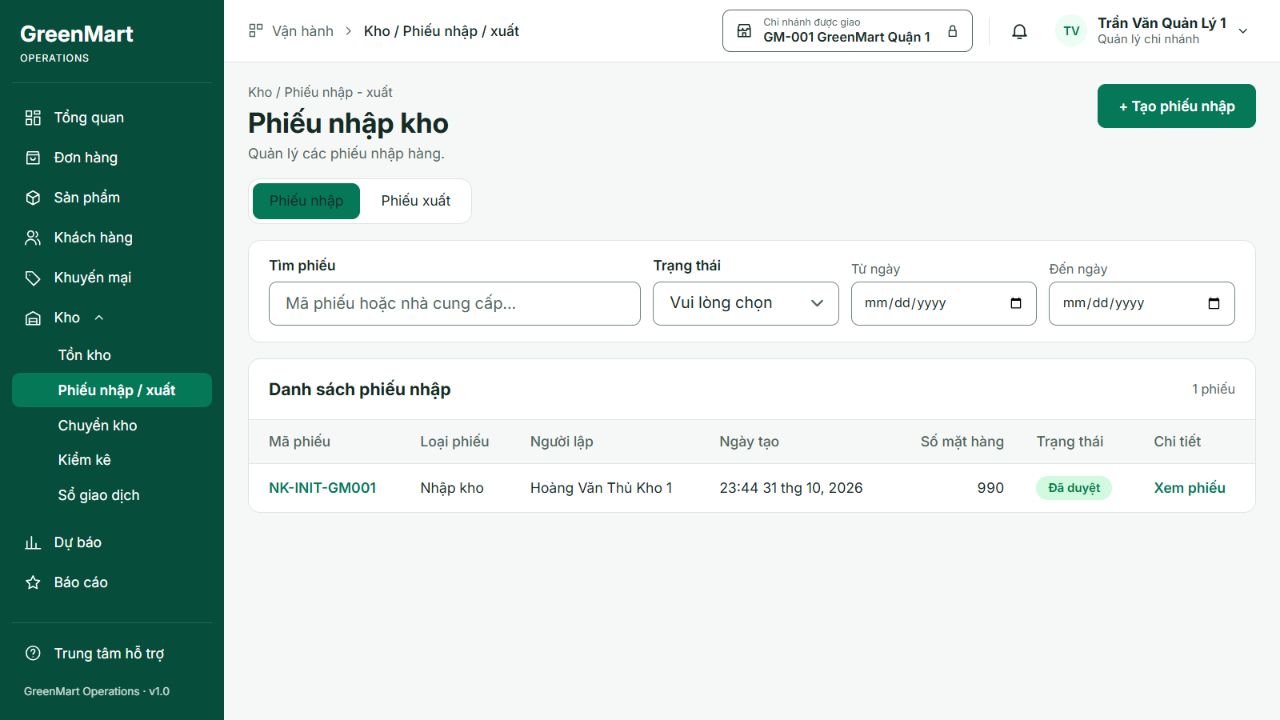 GreenMart
OPERATIONS
Tổng quan
Đơn hàng
Sản phẩm
Khách hàng
Khuyến mại
Kho
Tồn kho
Phiếu nhập / xuất
Chuyển kho
Kiểm kê
Sổ giao dịch
Dự báo
Báo cáo
Trung tâm hỗ trợ
GreenMart Operations · v1.0
Vận hành > Kho / Phiếu nhập / xuất
Chi nhánh được giao
GM-001 GreenMart Quận 1
TV
Trần Văn Quản Lý 1
Quản lý chi nhánh
Kho / Phiếu nhập - xuất
Phiếu nhập kho
Quản lý các phiếu nhập hàng.
+ Tạo phiếu nhập
Phiếu nhập Phiếu xuất
Tìm phiếu
Mã phiếu hoặc nhà cung cấp...
Trạng thái
Vui lòng chọn
Từ ngày
mm/dd/yyyy
Đến ngày
mm/dd/yyyy
Danh sách phiếu nhập
1 phiếu
Mã phiếu Loại phiếu Người lập Ngày tạo Số mặt hàng Trạng thái Chi tiết
NK-INIT-GM001 Nhập kho Hoàng Văn Thủ Kho 1 23:44 31 thg 10, 2026 990 Đã duyệt Xem phiếu